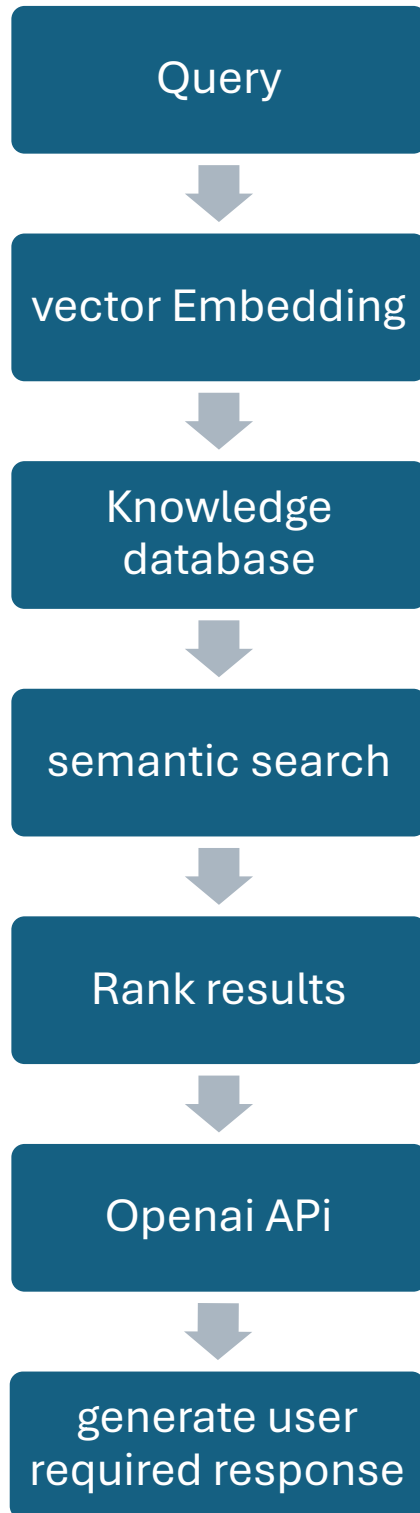 Query
vector Embedding
Knowledge
database
semantic search
Rank results
Openai APi
generate user
required response